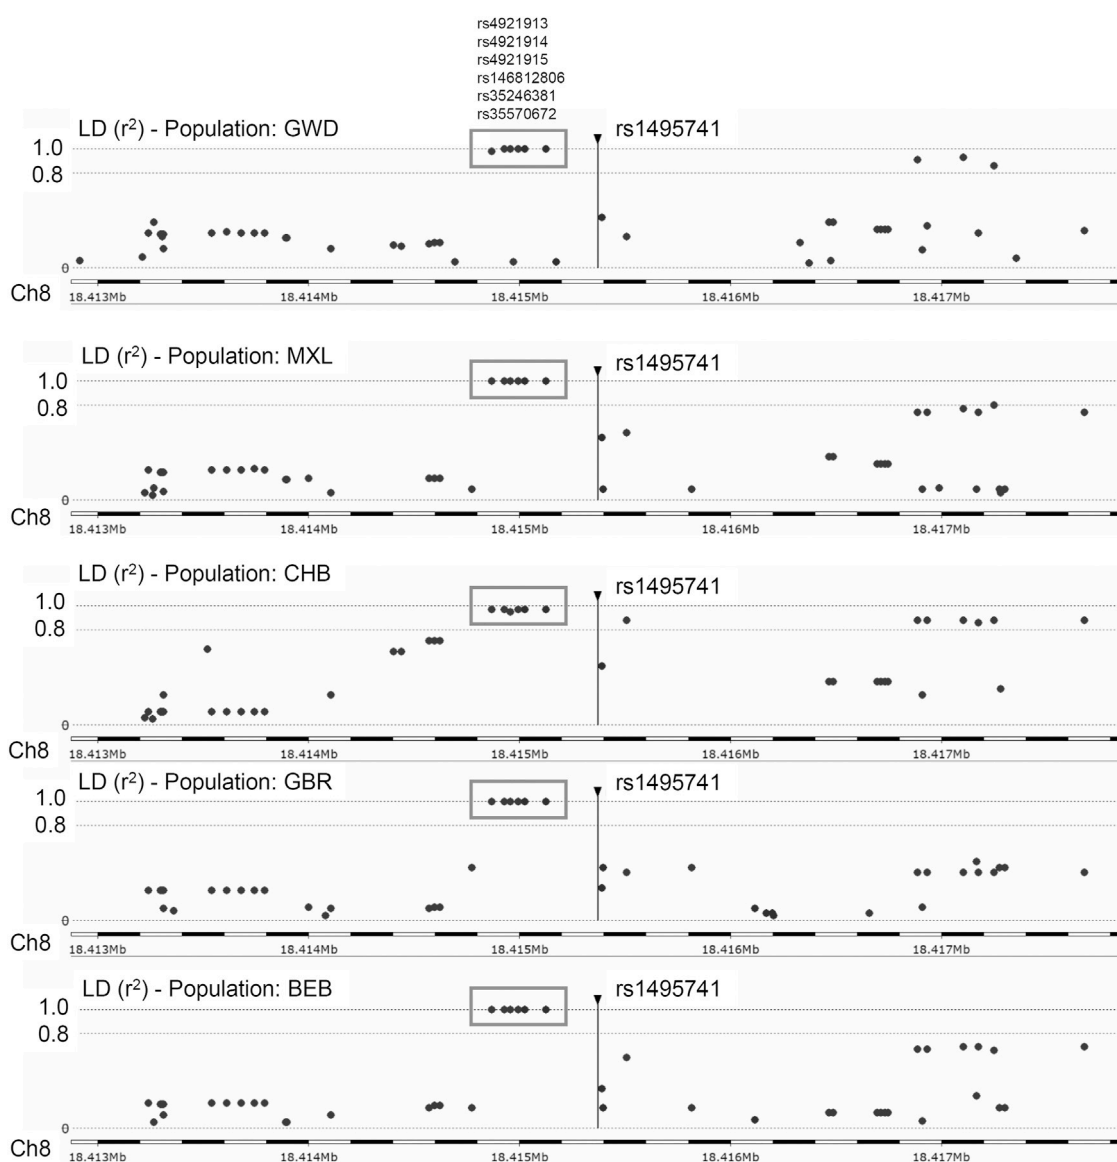 rs4921913
rs4921914
rs4921915
rs146812806
rs35246381
rs35570672
LD (r²) - Population: GWD
rs1495741
1.0
0.8
0
Ch8
18.413Mb 18.414Mb 18.415Mb 18.416Mb 18.417Mb
LD (r²) - Population: MXL
rs1495741
1.0
0.8
0
Ch8
18.413Mb 18.414Mb 18.415Mb 18.416Mb 18.417Mb
LD (r²) - Population: CHB
rs1495741
1.0
0.8
0
Ch8
18.413Mb 18.414Mb 18.415Mb 18.416Mb 18.417Mb
LD (r²) - Population: GBR
rs1495741
1.0
0.8
0
Ch8
18.413Mb 18.414Mb 18.415Mb 18.416Mb 18.417Mb
LD (r²) - Population: BEB
rs1495741
1.0
0.8
0
Ch8
18.413Mb 18.414Mb 18.415Mb 18.416Mb 18.417Mb